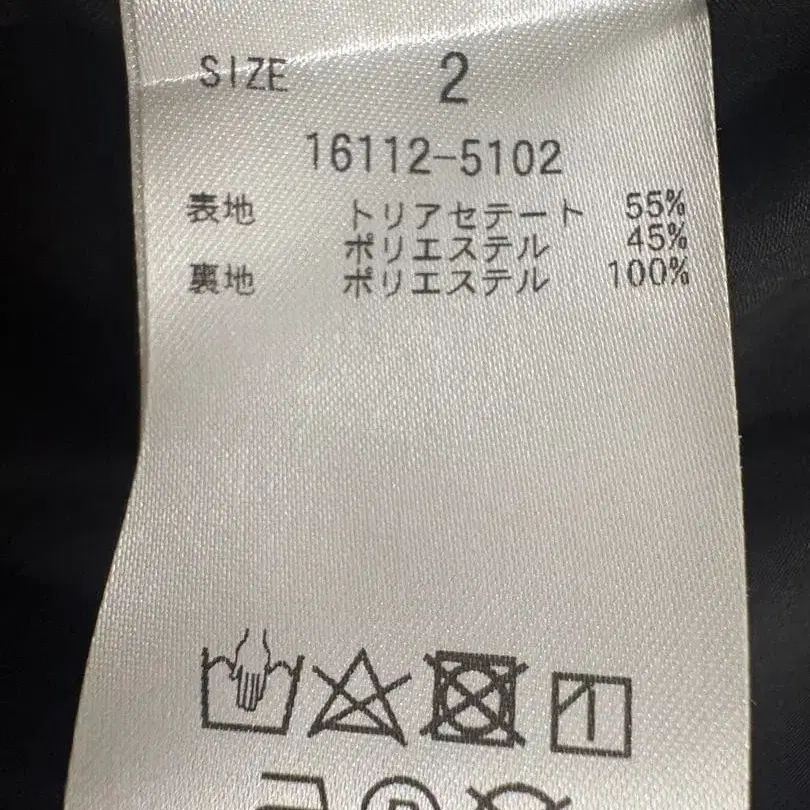 SIZE 2
16112-5102
表地 トリアセテート 55%
ポリエステル 45%
裏地 ポリエステル 100%